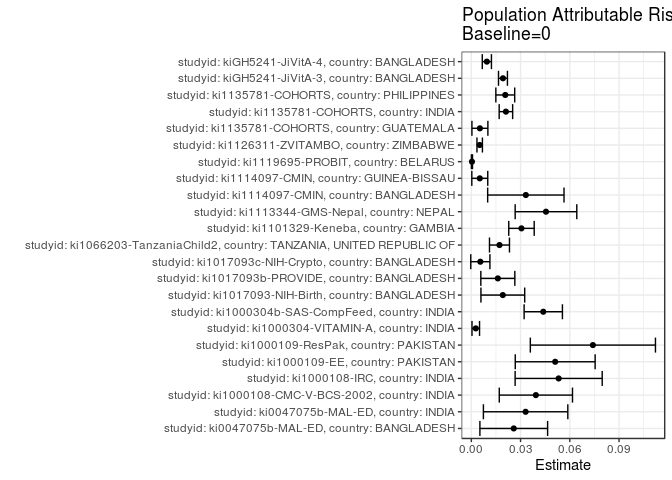 Population Attributable Ris
Baseline=0
studyid: kiGH5241-JiVitA-4, country: BANGLADESH
studyid: kiGH5241-JiVitA-3, country: BANGLADESH
studyid: ki1135781-COHORTS, country: PHILIPPINES
studyid: ki1135781-COHORTS, country: INDIA
studyid: ki1135781-COHORTS, country: GUATEMALA
studyid: ki1126311-ZVITAMBO, country: ZIMBABWE
studyid: ki1119695-PROBIT, country: BELARUS
studyid: ki1114097-CMIN, country: GUINEA-BISSAU
studyid: ki1114097-CMIN, country: BANGLADESH
studyid: ki1113344-GMS-Nepal, country: NEPAL
studyid: ki1101329-Keneba, country: GAMBIA
studyid: ki1066203-TanzaniaChild2, country: TANZANIA, UNITED REPUBLIC OF
studyid: ki1017093c-NIH-Crypto, country: BANGLADESH
studyid: ki1017093b-PROVIDE, country: BANGLADESH
studyid: ki1017093-NIH-Birth, country: BANGLADESH
studyid: ki1000304b-SAS-CompFeed, country: INDIA
studyid: ki1000304-VITAMIN-A, country: INDIA
studyid: ki1000109-ResPak, country: PAKISTAN
studyid: ki1000109-EE, country: PAKISTAN
studyid: ki1000108-IRC, country: INDIA
studyid: ki1000108-CMC-V-BCS-2002, country: INDIA
studyid: ki0047075b-MAL-ED, country: INDIA
studyid: ki0047075b-MAL-ED, country: BANGLADESH
0.00 0.03 0.06 0.09
Estimate